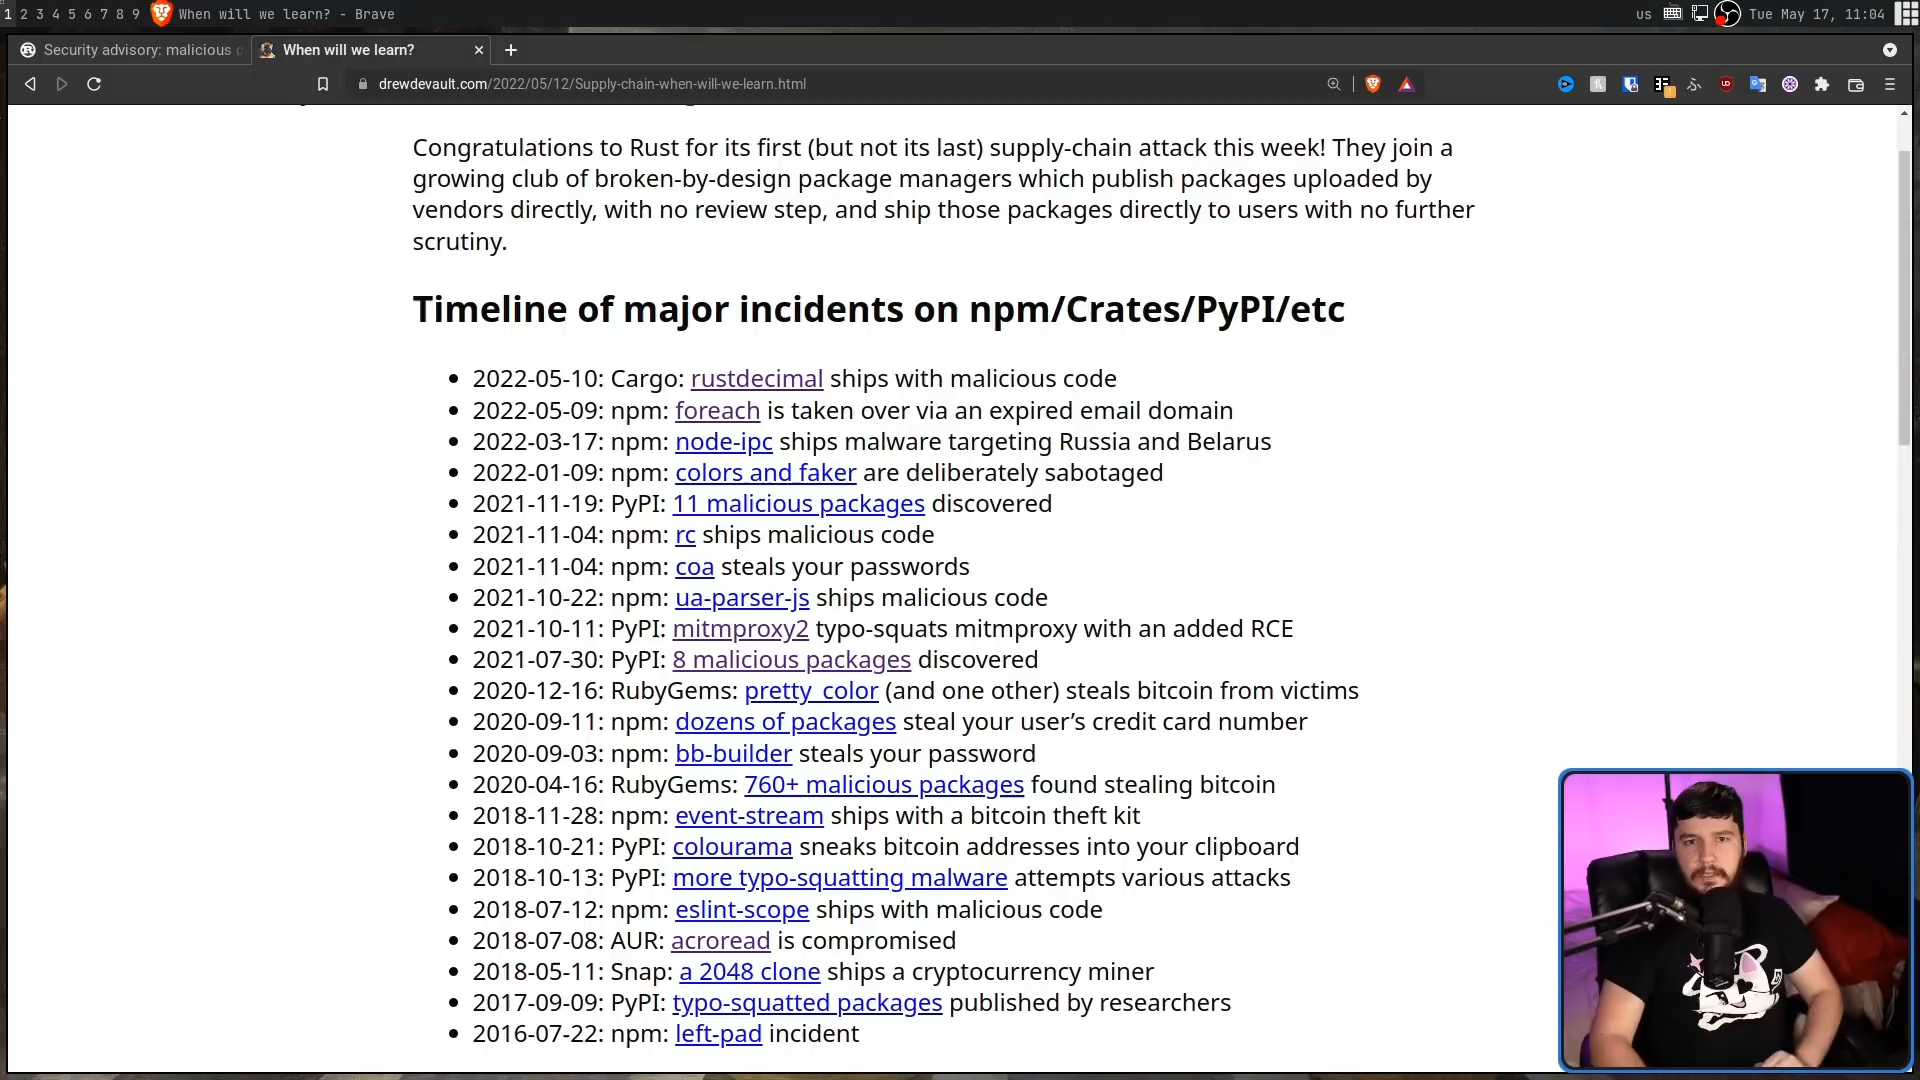 1 2 3 4 5 6 7 8 9 When will we learn? - Brave us Tue May 17, 11:04
Security advisory: malicious c When will we learn?
drewdevault.com/2022/05/12/Supply-chain-when-will-we-learn.html
Congratulations to Rust for its first (but not its last) supply-chain attack this week! They join a
growing club of broken-by-design package managers which publish packages uploaded by
vendors directly, with no review step, and ship those packages directly to users with no further
scrutiny.
Timeline of major incidents on npm/Crates/PyPI/etc
• 2022-05-10: Cargo: rustdecimal ships with malicious code
• 2022-05-09: npm: foreach is taken over via an expired email domain
• 2022-03-17: npm: node-ipc ships malware targeting Russia and Belarus
• 2022-01-09: npm: colors and faker are deliberately sabotaged
• 2021-11-19: PyPI: 11 malicious packages discovered
• 2021-11-04: npm: rc ships malicious code
• 2021-11-04: npm: coa steals your passwords
• 2021-10-22: npm: ua-parser-js ships malicious code
• 2021-10-11: PyPI: mitmproxy2 typo-squats mitmproxy with an added RCE
• 2021-07-30: PyPI: 8 malicious packages discovered
• 2020-12-16: RubyGems: pretty_color (and one other) steals bitcoin from victims
• 2020-09-11: npm: dozens of packages steal your user’s credit card number
• 2020-09-03: npm: bb-builder steals your password
• 2020-04-16: RubyGems: 760+ malicious packages found stealing bitcoin
• 2018-11-28: npm: event-stream ships with a bitcoin theft kit
• 2018-10-21: PyPI: colourama sneaks bitcoin addresses into your clipboard
• 2018-10-13: PyPI: more typo-squatting malware attempts various attacks
• 2018-07-12: npm: eslint-scope ships with malicious code
• 2018-07-08: AUR: acroread is compromised
• 2018-05-11: Snap: a 2048 clone ships a cryptocurrency miner
• 2017-09-09: PyPI: typo-squatted packages published by researchers
• 2016-07-22: npm: left-pad incident